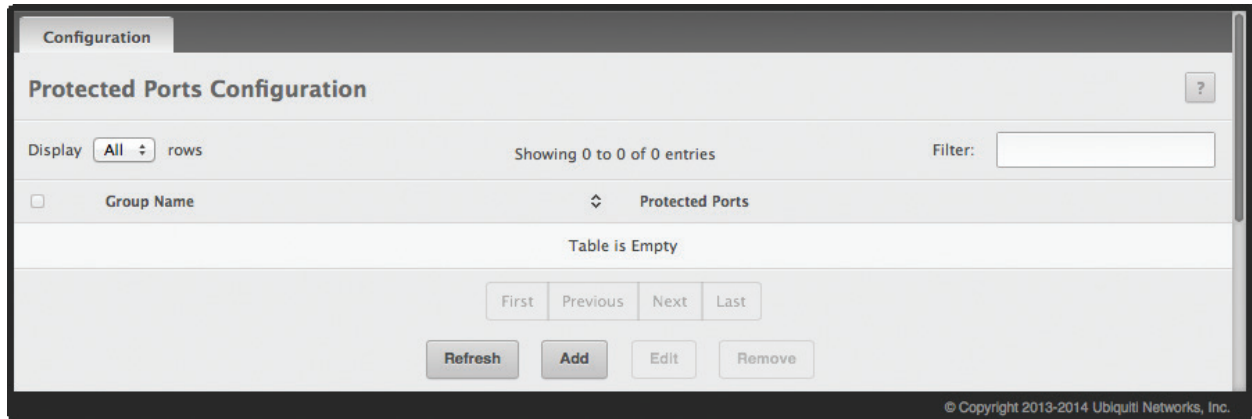 Configuration
Protected Ports Configuration
?
Display All rows
Showing 0 to 0 of 0 entries
Filter:
Group Name
Protected Ports
Table is Empty
First Previous Next Last
Refresh Add Edit Remove
© Copyright 2013-2014 Ubiquiti Networks, Inc.